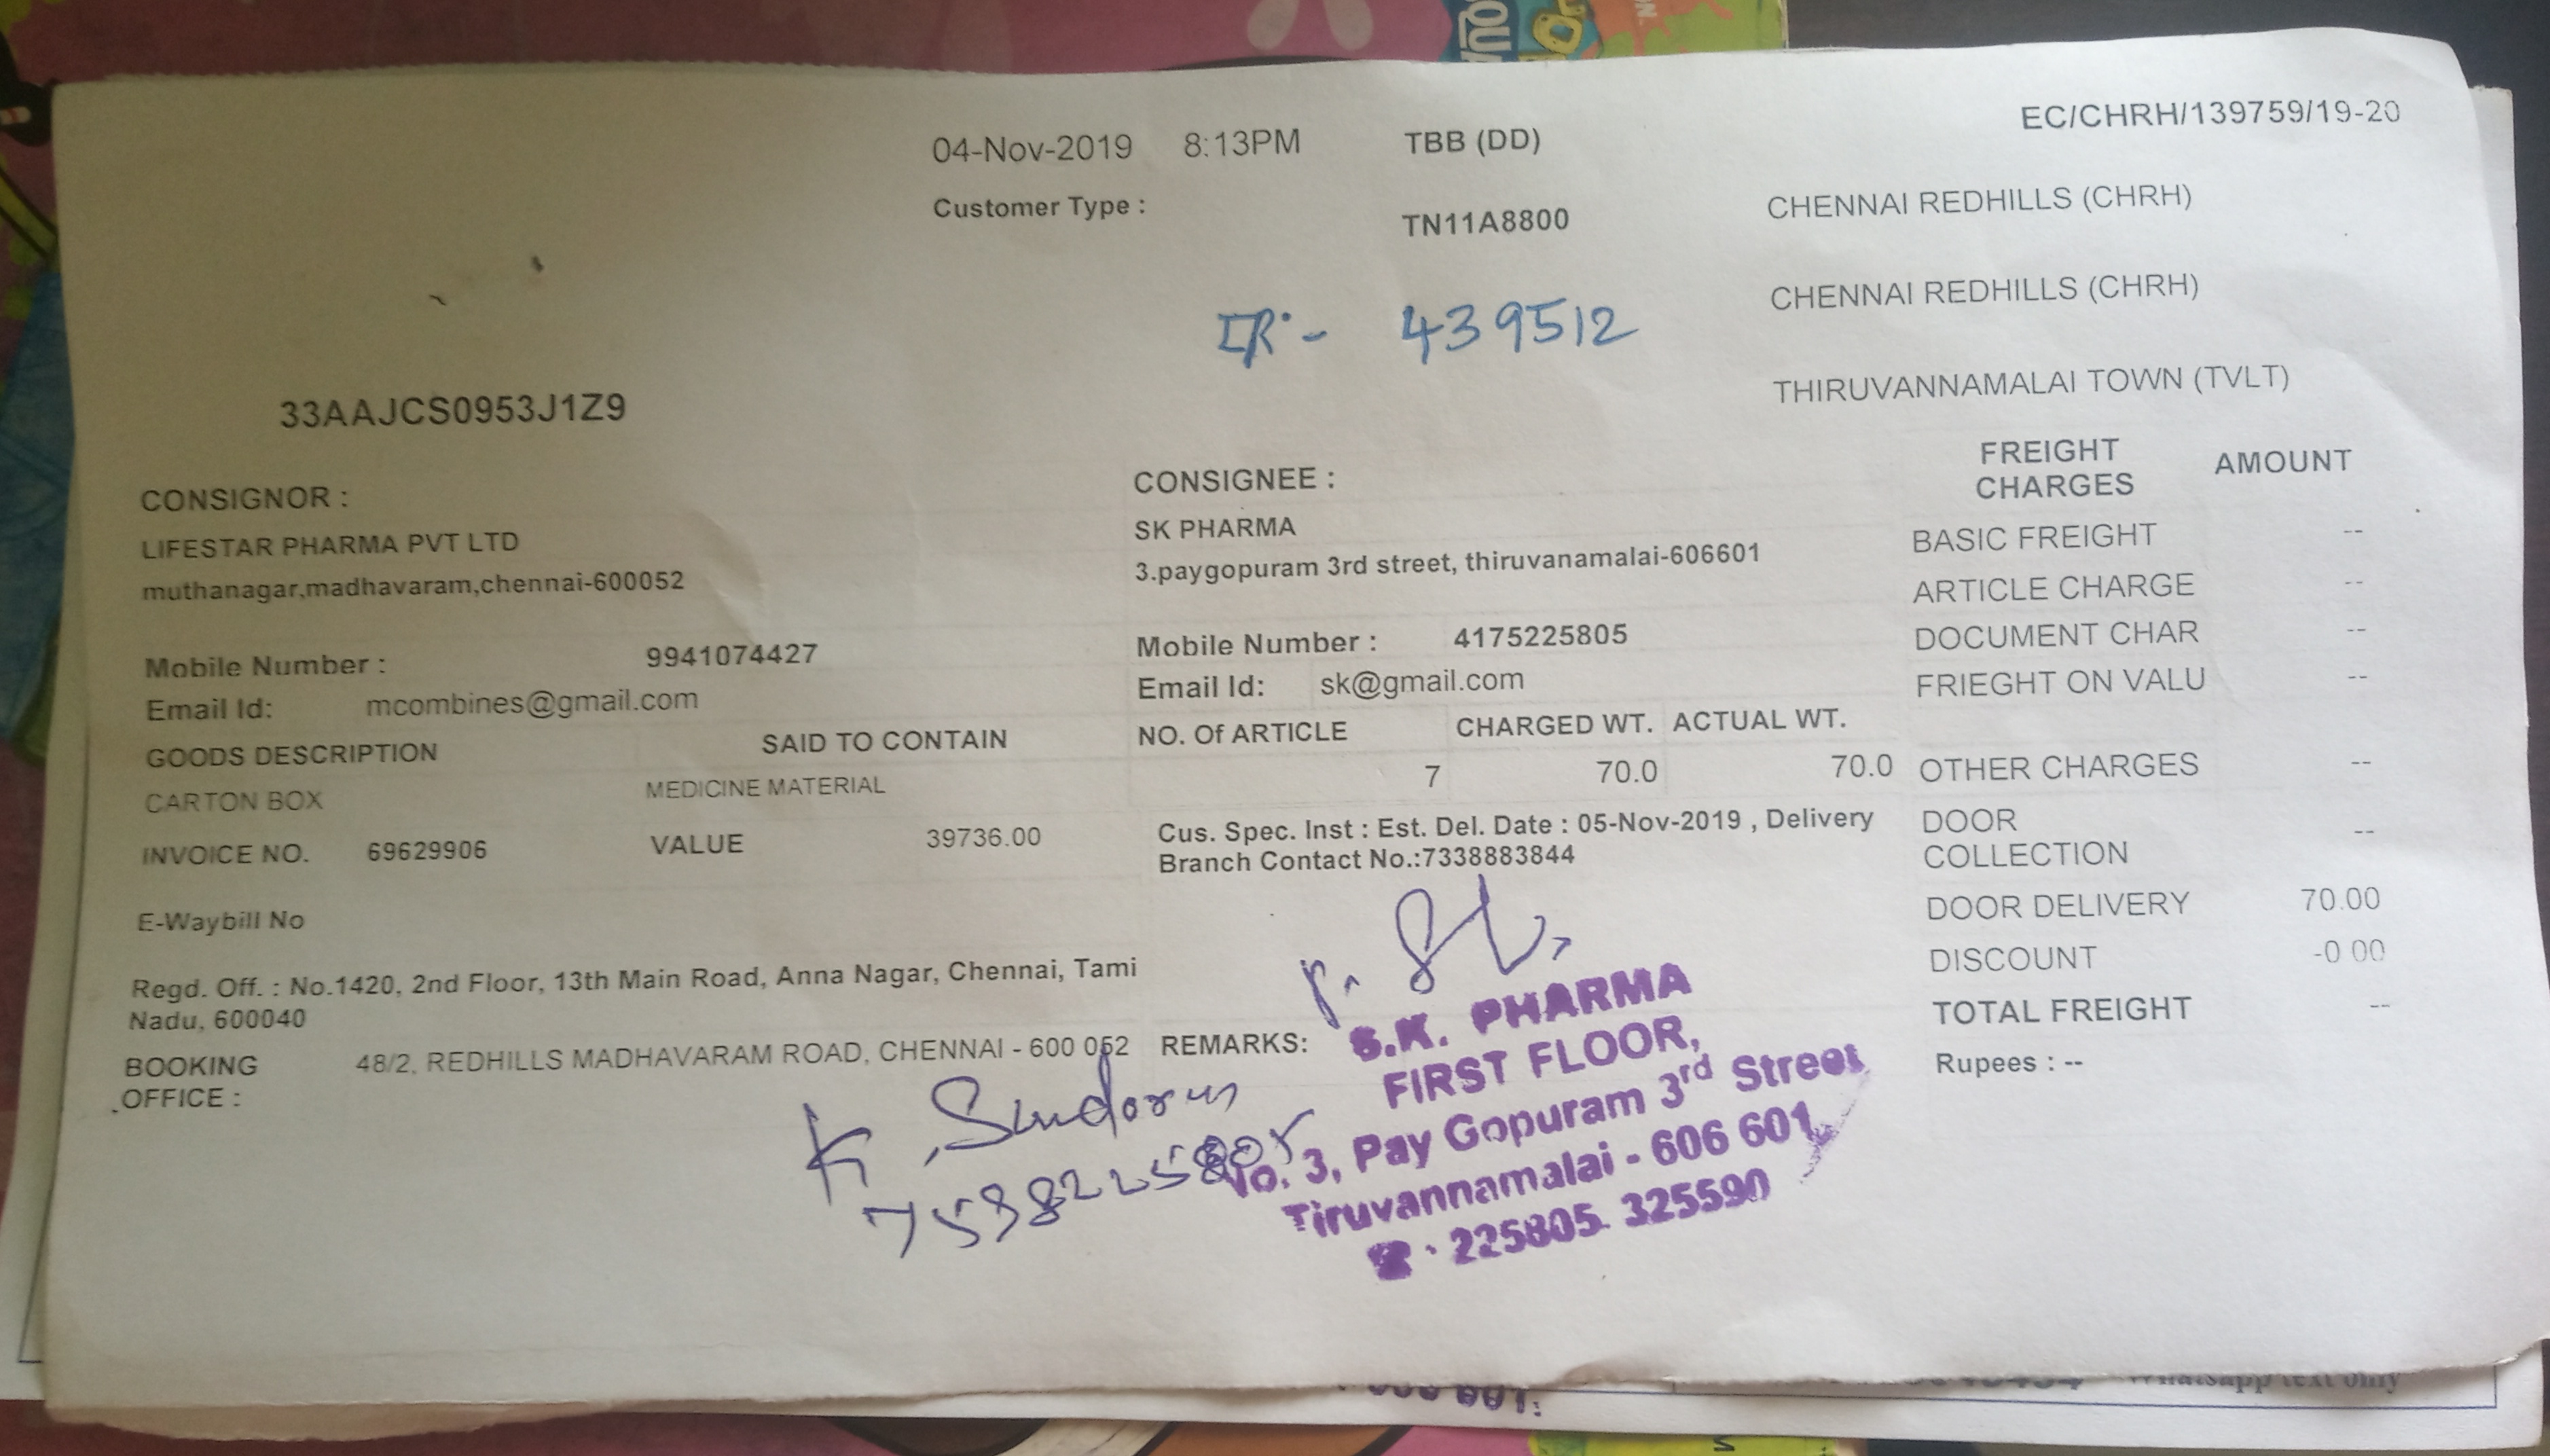 EC/CHRH/139759/19-20
04-Nov-2019 8:13PM TBB (DD)
Customer Type : TN11A8800 CHENNAI REDHILLS (CHRH)
CHENNAI REDHILLS (CHRH)
439512
THIRUVANNAMALAI TOWN (TVLT)
33AAJCS0953J1Z9
CONSIGNOR :
LIFESTAR PHARMA PVT LTD
muthanagar,madhavaram,chennai-600052
Mobile Number : 9941074427
Email Id: mcombines@gmail.com
CONSIGNEE :
SK PHARMA
3.paygopuram 3rd street, thiruvanamalai-606601
Mobile Number : 4175225805
Email Id: sk@gmail.com
GOODS DESCRIPTION SAID TO CONTAIN NO. Of ARTICLE CHARGED WT. ACTUAL WT.
CARTON BOX MEDICINE MATERIAL 7 70.0 70.0
INVOICE NO. 69629906 VALUE 39736.00
Cus. Spec. Inst : Est. Del. Date : 05-Nov-2019 , Delivery
Branch Contact No.:7338883844
E-Waybill No
Regd. Off. : No.1420, 2nd Floor, 13th Main Road, Anna Nagar, Chennai, Tami
Nadu, 600040
BOOKING OFFICE : 48/2, REDHILLS MADHAVARAM ROAD, CHENNAI - 600 052
REMARKS:
FREIGHT CHARGES AMOUNT
BASIC FREIGHT --
ARTICLE CHARGE --
DOCUMENT CHAR --
FRIEGHT ON VALU --
OTHER CHARGES --
DOOR COLLECTION --
DOOR DELIVERY 70.00
DISCOUNT -0 00
TOTAL FREIGHT --
Rupees : --
S.K. PHARMA
FIRST FLOOR,
No. 3, Pay Gopuram 3rd Street
Tiruvannamalai - 606 601
225805. 325590
7538225805
Whatsapp text only